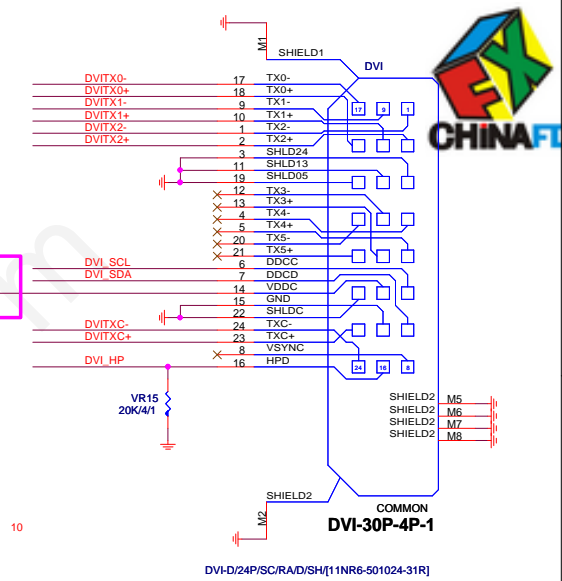 M1
SHIELD1
DVI
DVITX0- 17 TX0-
DVITX0+ 18 TX0+
DVITX1- 9 TX1-
DVITX1+ 10 TX1+
DVITX2- 1 TX2-
DVITX2+ 2 TX2+
3 SHLD24
11 SHLD13
19 SHLD05
12 TX3-
13 TX3+
4 TX4-
5 TX4+
20 TX5-
21 TX5+
DVI_SCL 6 DDCC
DVI_SDA 7 DDCD
14 VDDC
15 GND
22 SHLDC
DVITXC- 24 TXC-
DVITXC+ 23 TXC+
8 VSYNC
DVI_HP 16 HPD
17 9 1
24 16 8
CHINAFI
VR15
20K/4/1
SHIELD2 M5
SHIELD2 M6
SHIELD2 M7
SHIELD2 M8
SHIELD2
M2
COMMON
DVI-30P-4P-1
10
DVI-D/24P/SC/RA/D/SH/[11NR6-501024-31R]
m